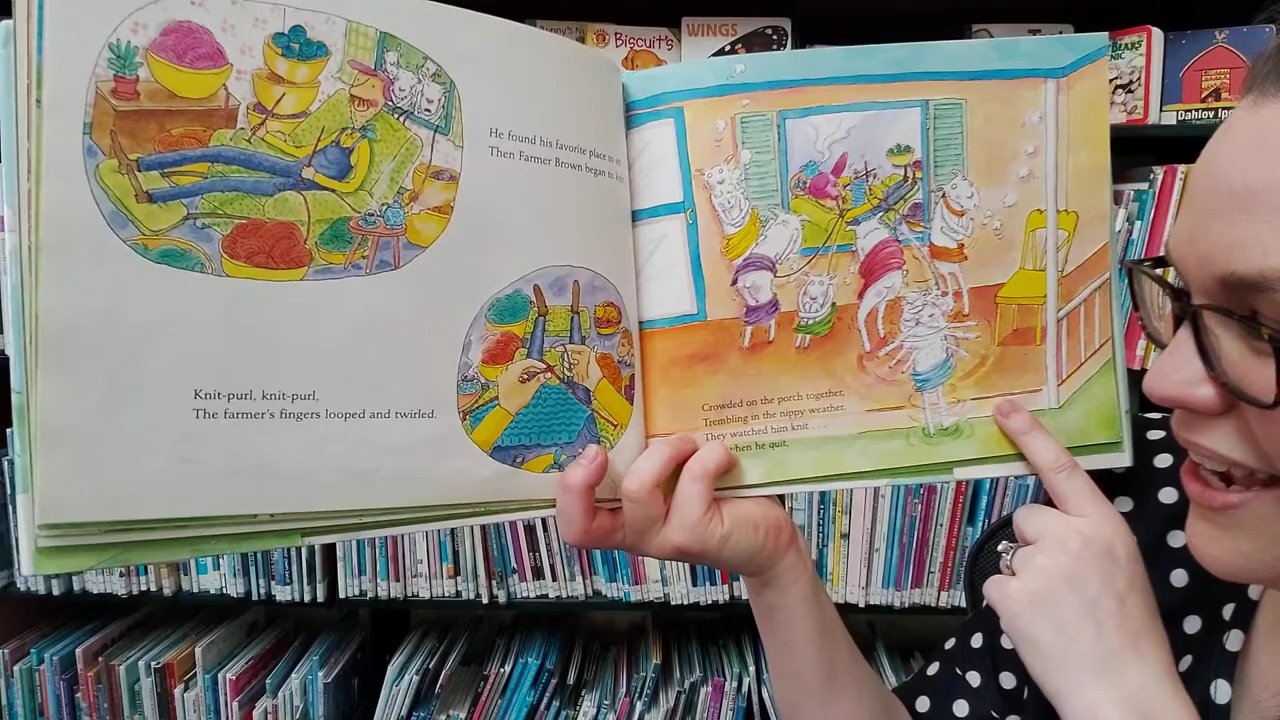 WINGS
Biscuit's
Dahlov Ipc
He found his favorite place to
Then Farmer Brown began to
Knit-purl, knit-purl,
The farmer's fingers looped and twirled.
Crowded on the porch together,
Trembling in the nippy weather,
They watched him knit . . .
when he quit,